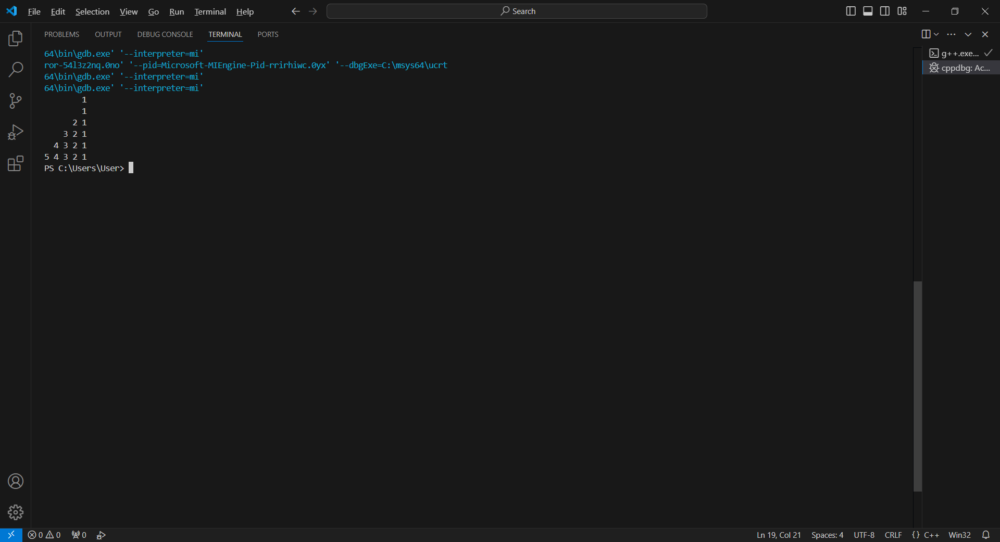 File Edit Selection View Go Run Terminal Help Search
PROBLEMS OUTPUT DEBUG CONSOLE TERMINAL PORTS
64\bin\gdb.exe' '--interpreter=mi'
ror-54l3z2nq.0no' '--pid=Microsoft-MIEngine-Pid-rrirhiwc.0yx' '--dbgExe=C:\msys64\ucrt
64\bin\gdb.exe' '--interpreter=mi'
64\bin\gdb.exe' '--interpreter=mi'
1
1
2 1
3 2 1
4 3 2 1
5 4 3 2 1
PS C:\Users\User>
g++.exe...
cppdbg: Ac...
0 0 0 Ln 19, Col 21 Spaces: 4 UTF-8 CRLF {} C++ Win32